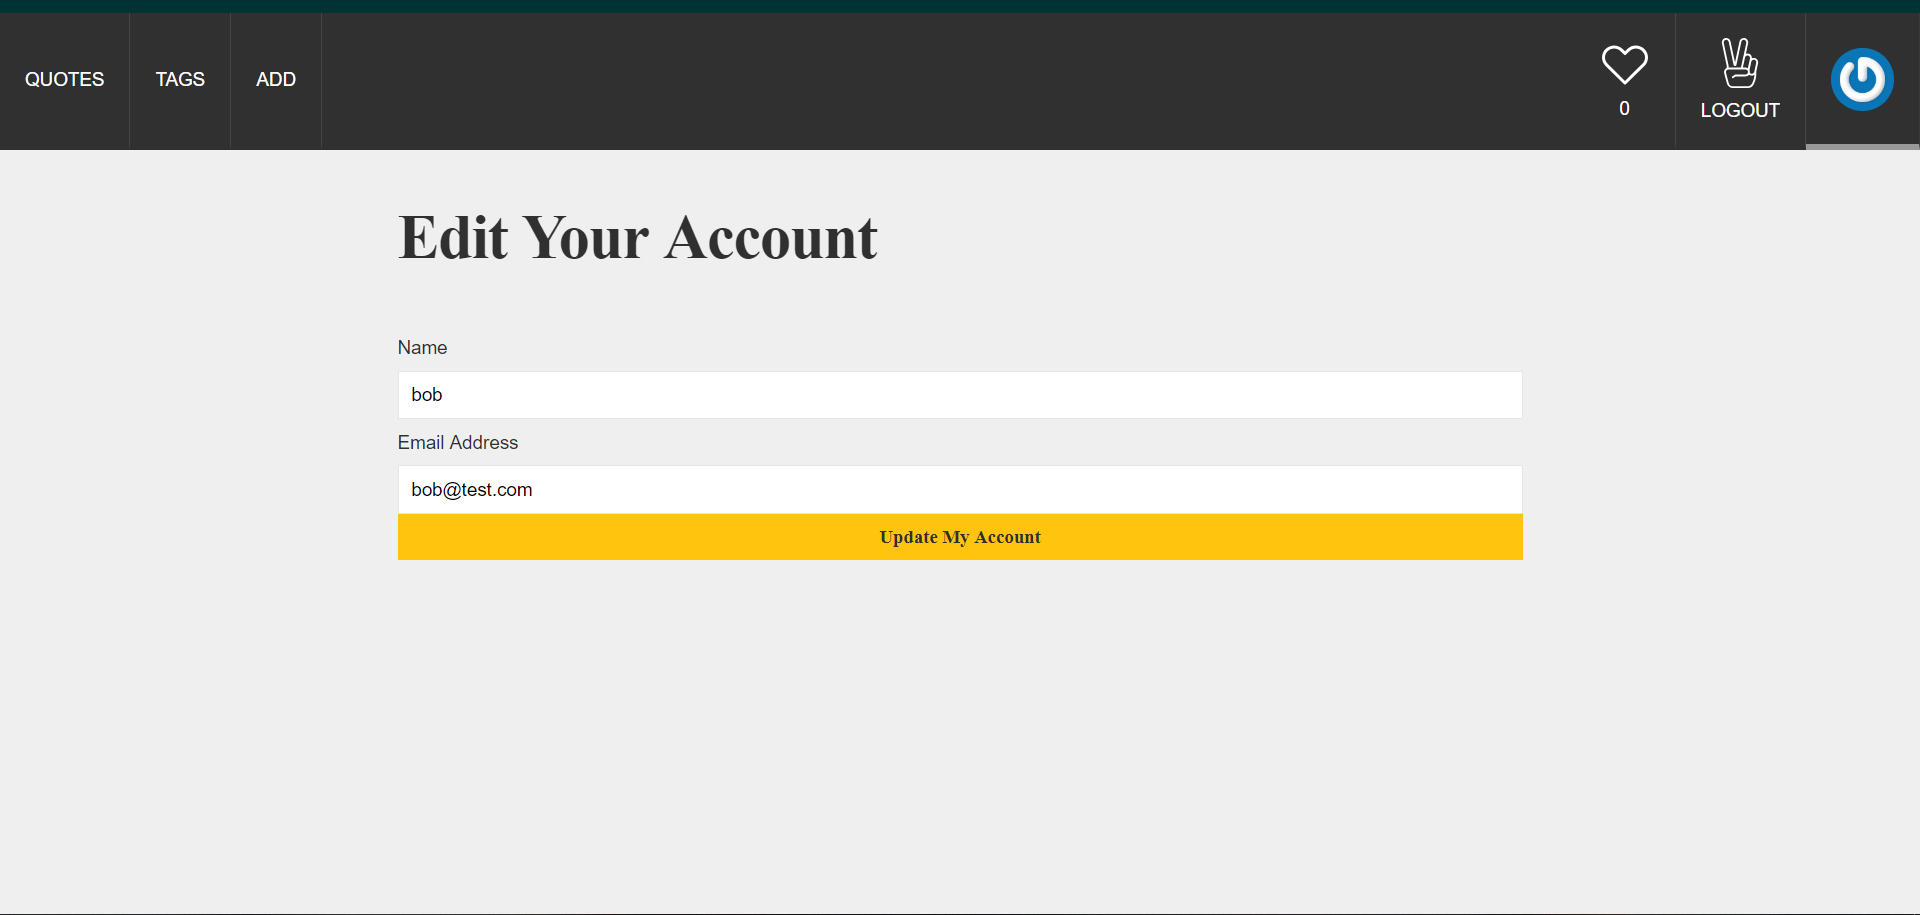 QUOTES
TAGS
ADD
0
LOGOUT
Edit Your Account
Name
bob
Email Address
bob@test.com
Update My Account